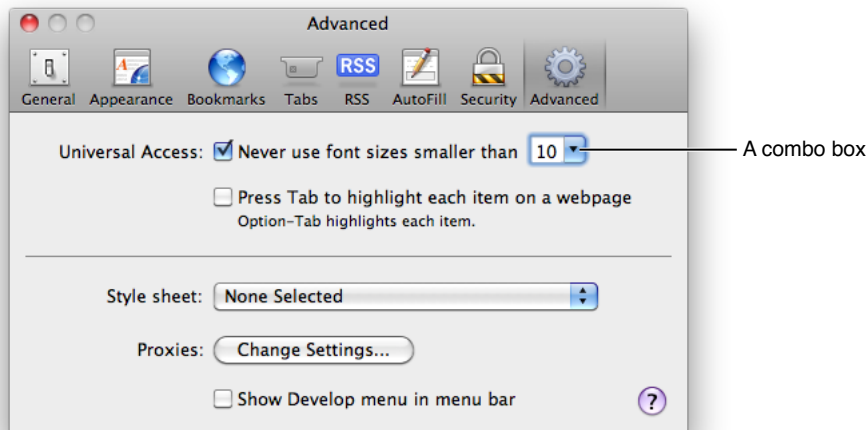 Advanced
RSS
General Appearance Bookmarks Tabs RSS AutoFill Security Advanced
Universal Access: Never use font sizes smaller than 10 A combo box
Press Tab to highlight each item on a webpage
Option-Tab highlights each item.
Style sheet: None Selected
Proxies: Change Settings...
Show Develop menu in menu bar ?